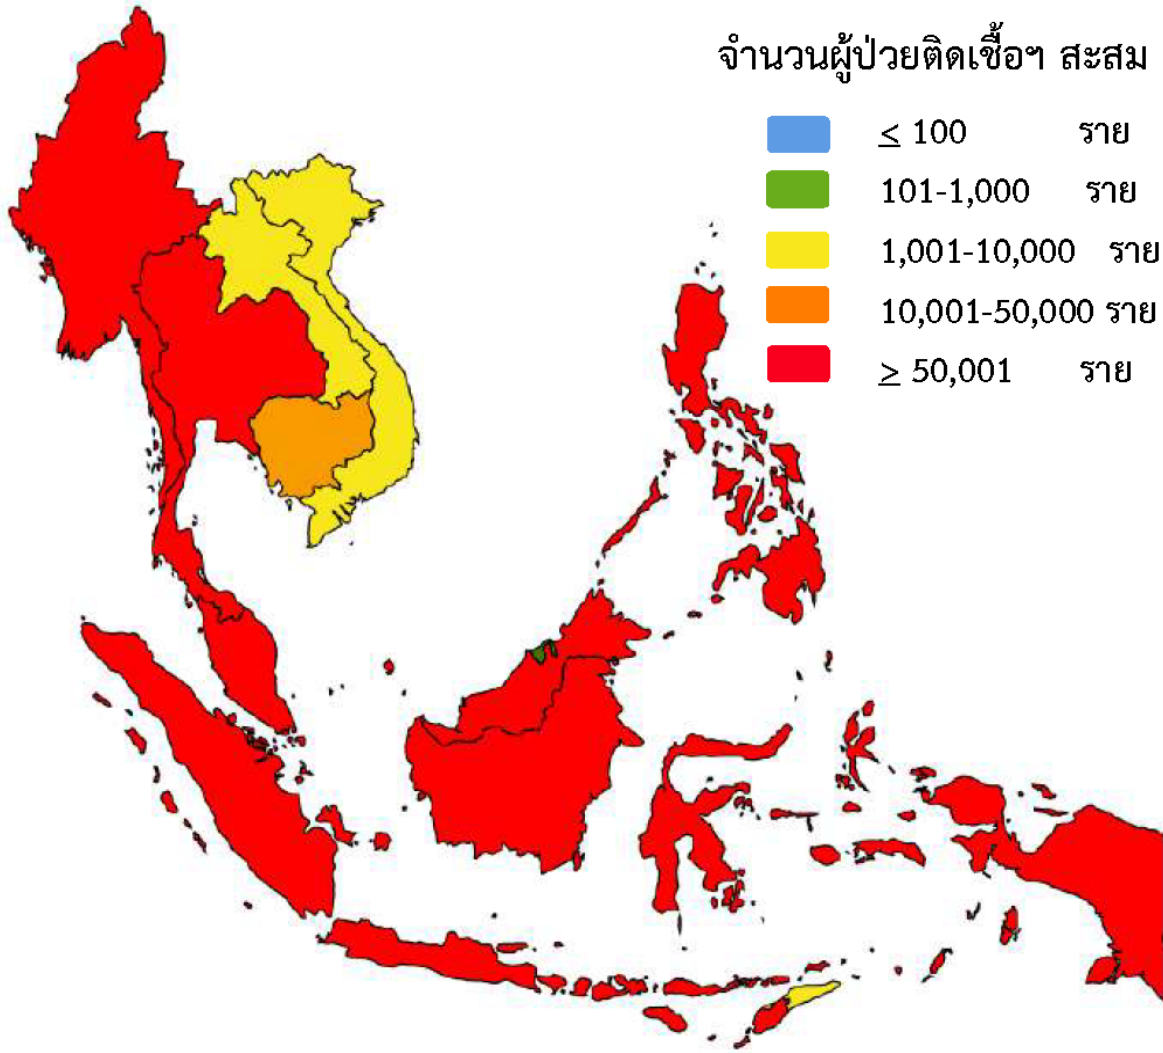 จำนวนผู้ป่วยติดเชื้อฯ สะสม
≤ 100 ราย
101-1,000 ราย
1,001-10,000 ราย
10,001-50,000 ราย
≥ 50,001 ราย